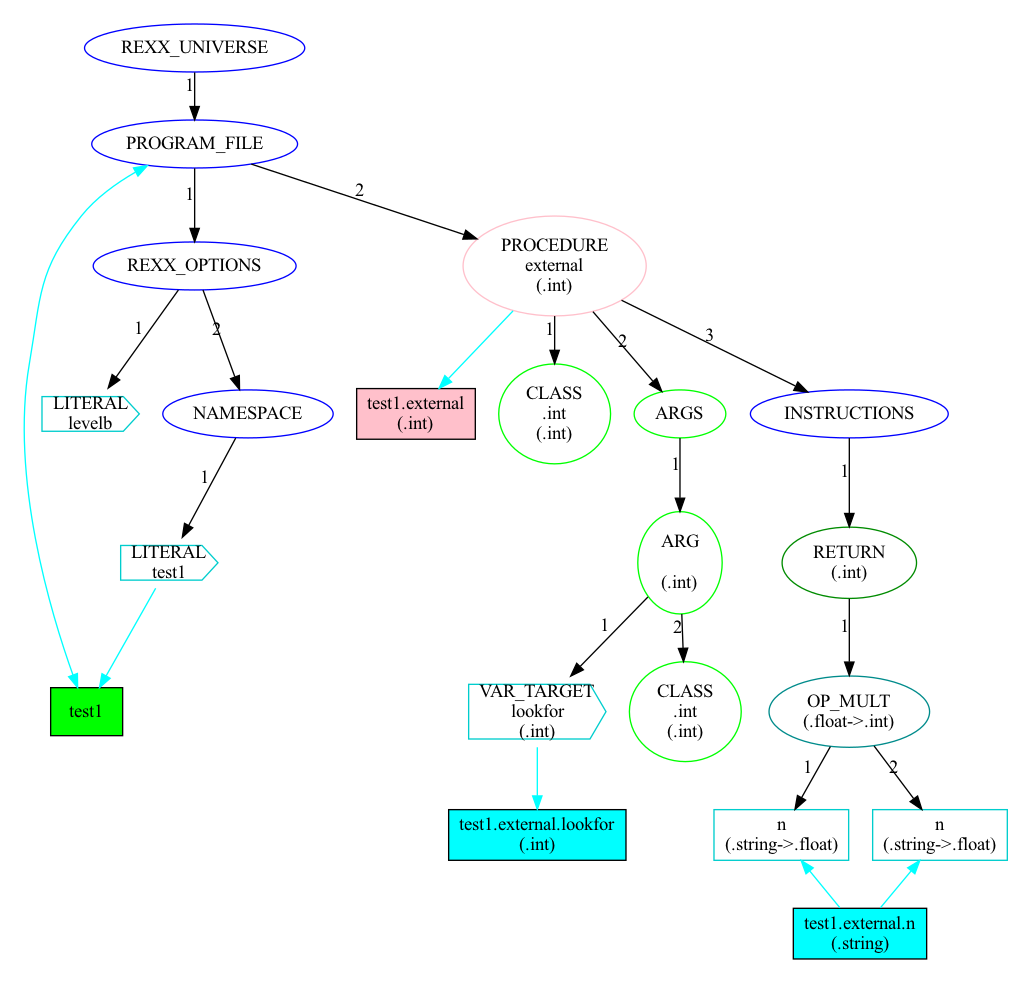 REXX_UNIVERSE
1
PROGRAM_FILE
1
2
REXX_OPTIONS
PROCEDURE
external
(.int)
1
2
1
2
3
LITERAL
levelb
NAMESPACE
test1.external
(.int)
CLASS
.int
(.int)
ARGS
INSTRUCTIONS
1
1
1
LITERAL
test1
ARG
(.int)
RETURN
(.int)
1
2
1
test1
VAR_TARGET
lookfor
(.int)
CLASS
.int
(.int)
OP_MULT
(.float->.int)
1
2
test1.external.lookfor
(.int)
n
(.string->.float)
n
(.string->.float)
test1.external.n
(.string)